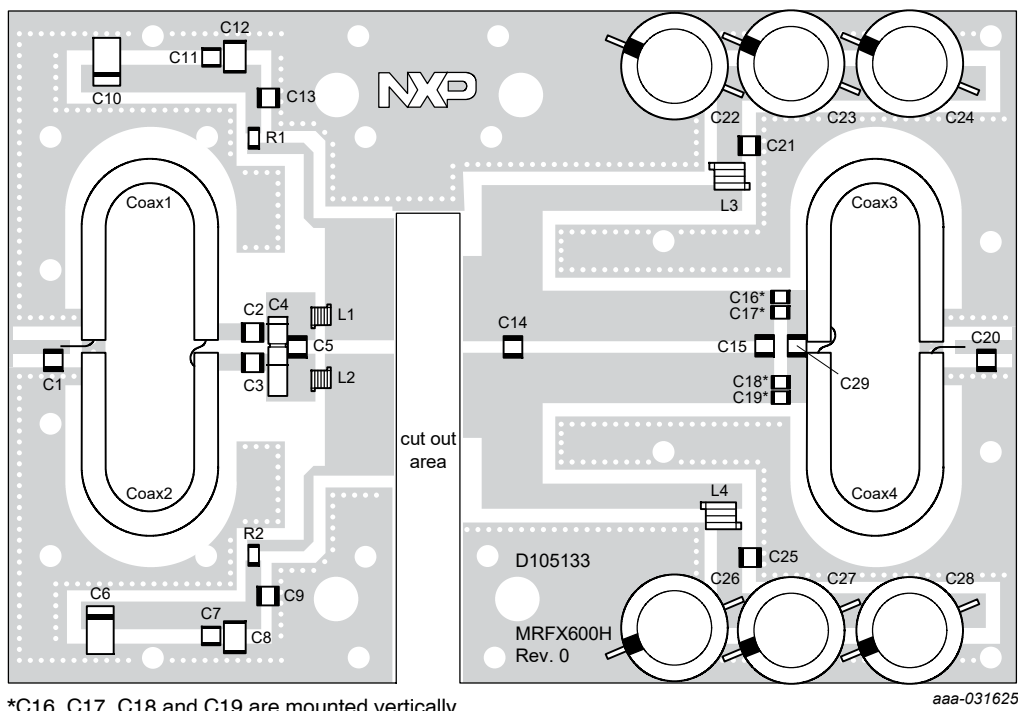 C12
C11
C10
C13
NXP
R1
C22
C23
C24
C21
L3
Coax1
Coax3
C16*
C17*
C2
C4
L1
C5
C14
C15
C20
C1
C3
L2
C18*
C19*
C29
cut out
area
Coax2
Coax4
L4
R2
D105133
C25
C6
C9
C26
C27
C28
C7
C8
MRFX600H
Rev. 0
*C16, C17, C18 and C19 are mounted vertically.
aaa-031625